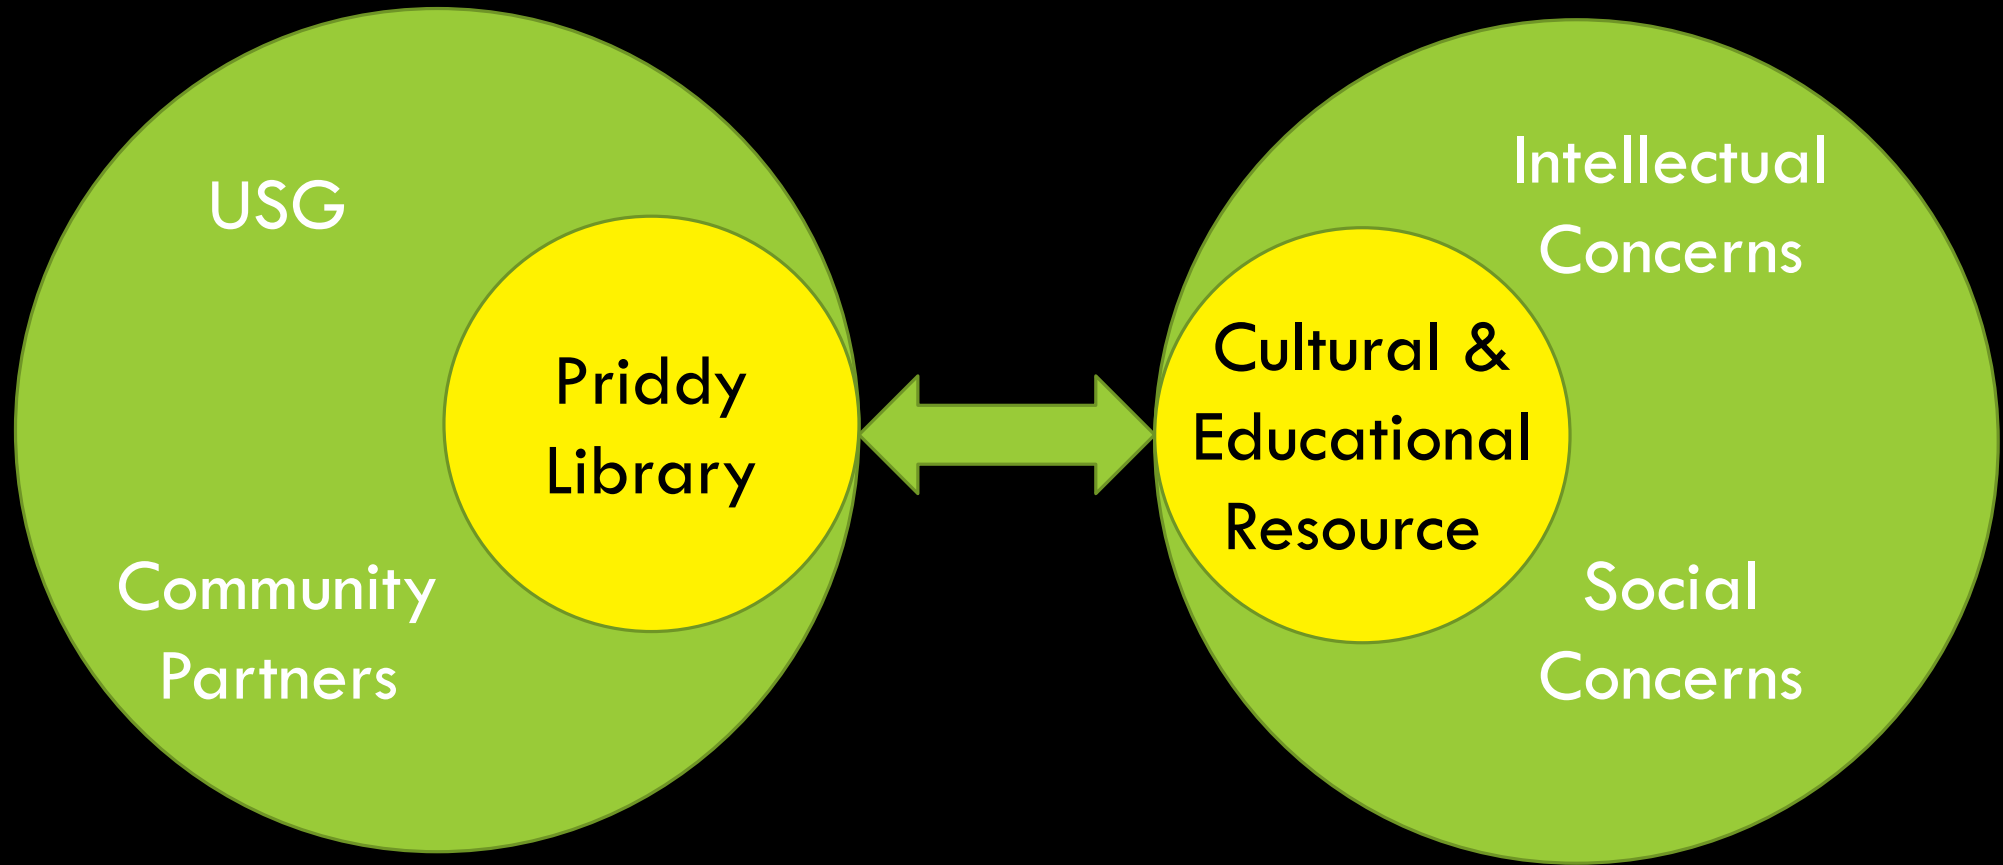 USG
Community
Partners
Priddy
Library
Cultural &
Educational
Resource
Intellectual
Concerns
Social
Concerns